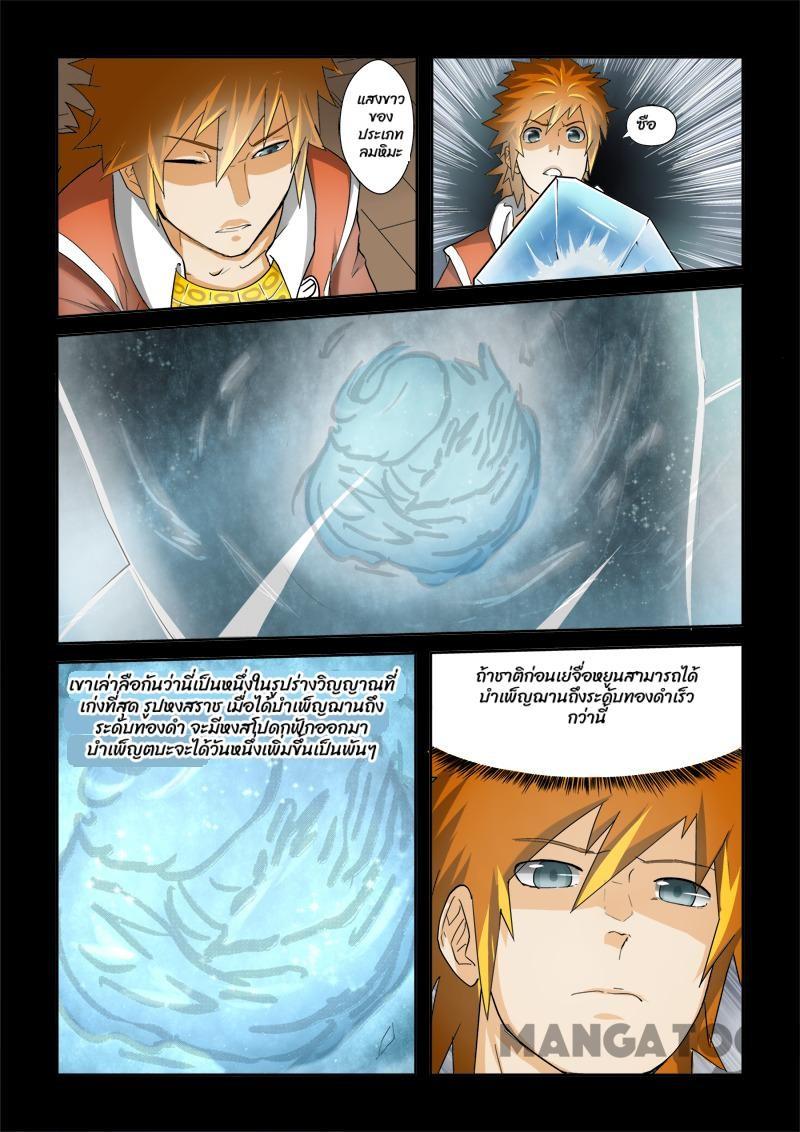 แสงขาว
ของ
ประเภท
ลมหิมะ
ซือ
เขาเล่าลือกันว่านี่เป็นหนึ่งในรูปร่างวิญญาณที่
เก่งที่สุด รูปหงสราช เมื่อได้บำเพ็ญฌานถึง
ระดับทองดำ จะมีหงสโปดกฟักออกมา
บำเพ็ญตบะจะได้วันหนึ่งเพิ่มขึ้นเป็นพันๆ
ถ้าชาติก่อนเย่จื่อหยูนสามารถได้
บำเพ็ญฌานถึงระดับทองดำเร็ว
กว่านี้
MANGA TOO